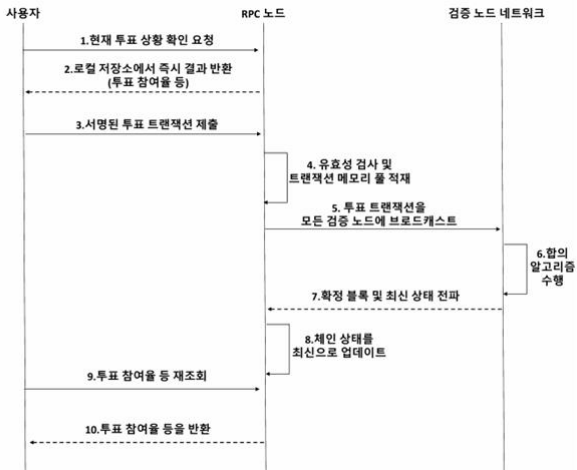 사용자
RPC 노드
검증 노드 네트워크
1.현재 투표 상황 확인 요청
2.로컬 저장소에서 즉시 결과 반환
(투표 참여율 등)
3.서명된 투표 트랜잭션 제출
4. 유효성 검사 및
트랜잭션 메모리 풀 적재
5. 투표 트랜잭션을
모든 검증 노드에 브로드캐스트
6.합의
알고리즘
수행
7.확정 블록 및 최신 상태 전파
8.체인 상태를
최신으로 업데이트
9.투표 참여율 등 재조회
10.투표 참여율 등을 반환